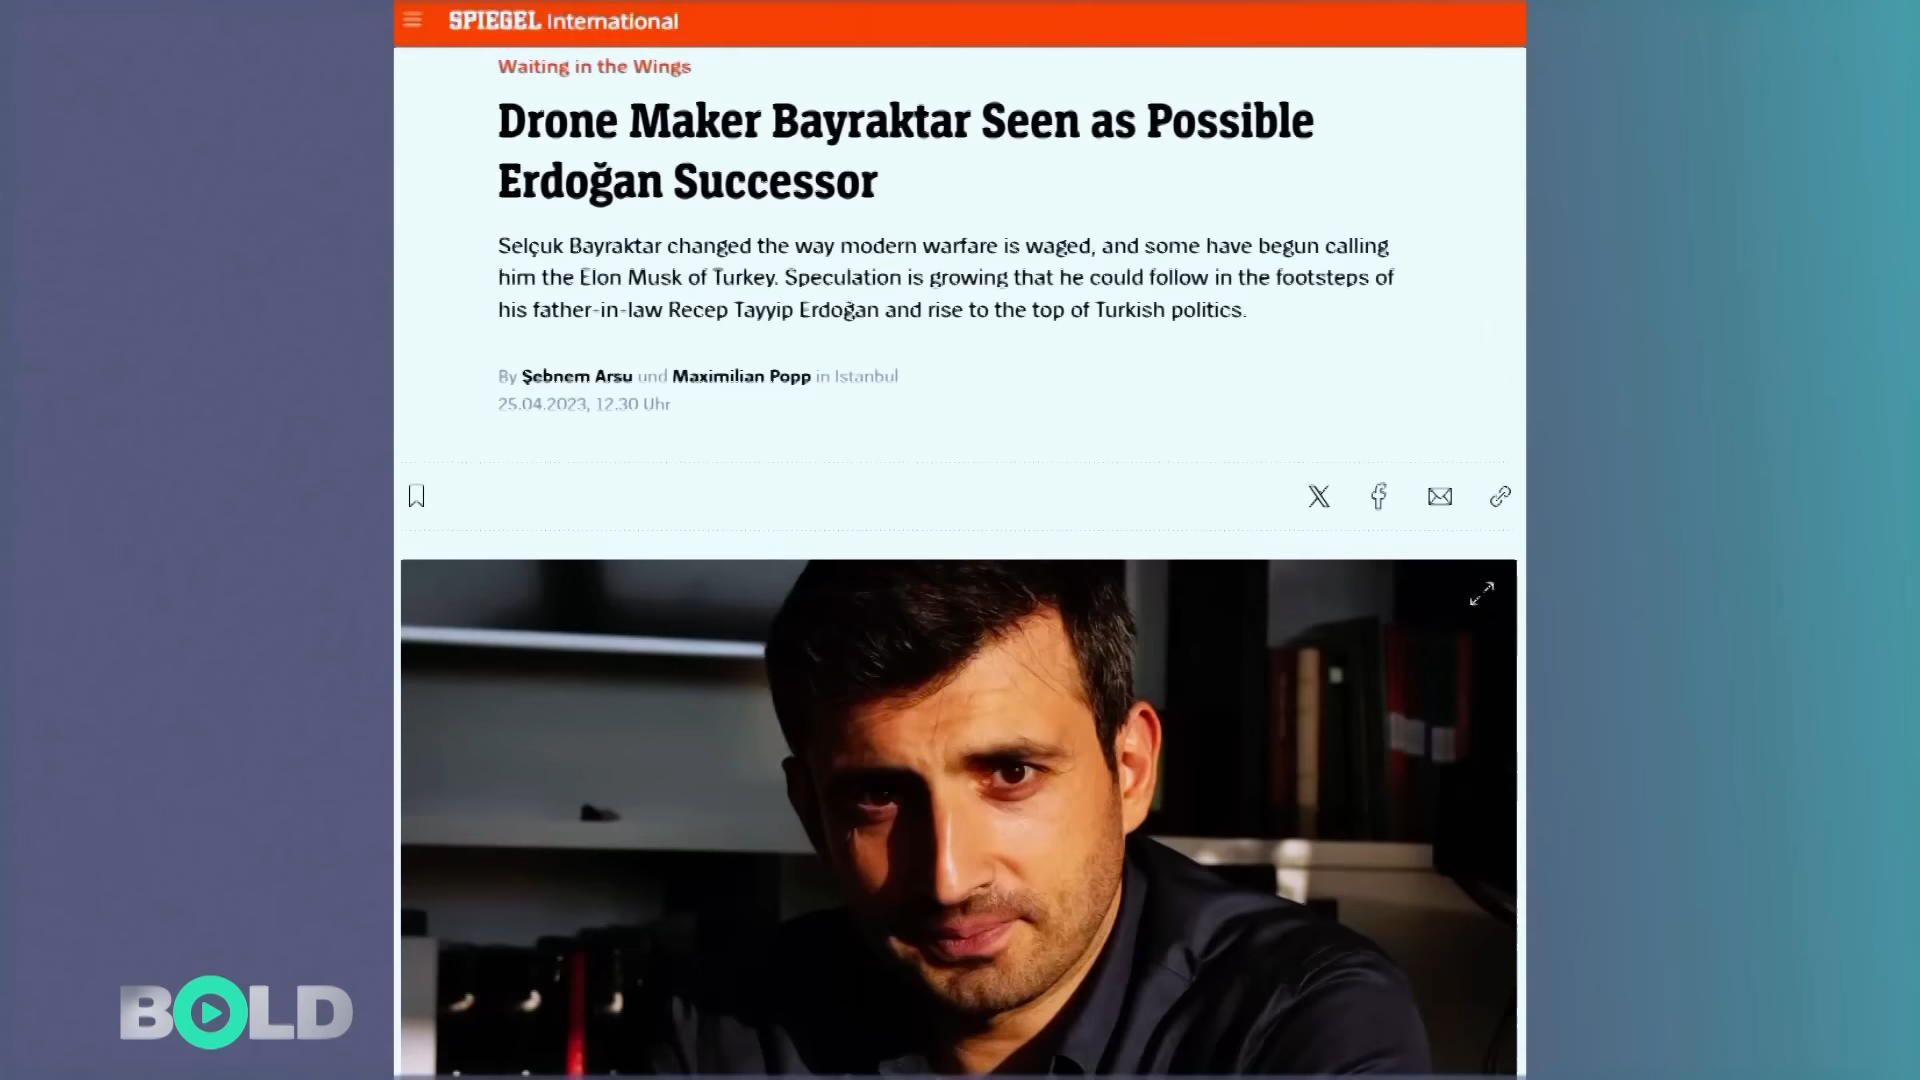 SPIEGEL International
Waiting in the Wings
Drone Maker Bayraktar Seen as Possible
Erdoğan Successor
Selçuk Bayraktar changed the way modern warfare is waged, and some have begun calling
him the Elon Musk of Turkey. Speculation is growing that he could follow in the footsteps of
his father-in-law Recep Tayyip Erdoğan and rise to the top of Turkish politics.
By Şebnem Arsu und Maximilian Popp in Istanbul
25.04.2023, 12.30 Uhr
BOLD